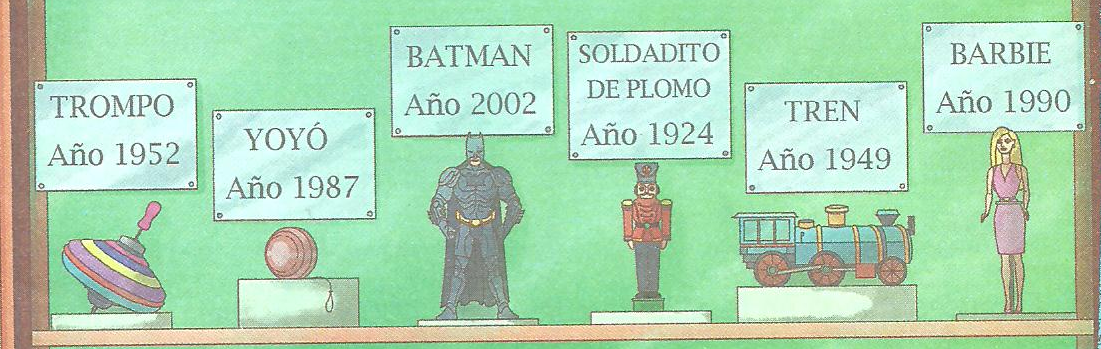 TROMPO
Año 1952
YOYÓ
Año 1987
BATMAN
Año 2002
SOLDADITO
DE PLOMO
Año 1924
TREN
Año 1949
BARBIE
Año 1990